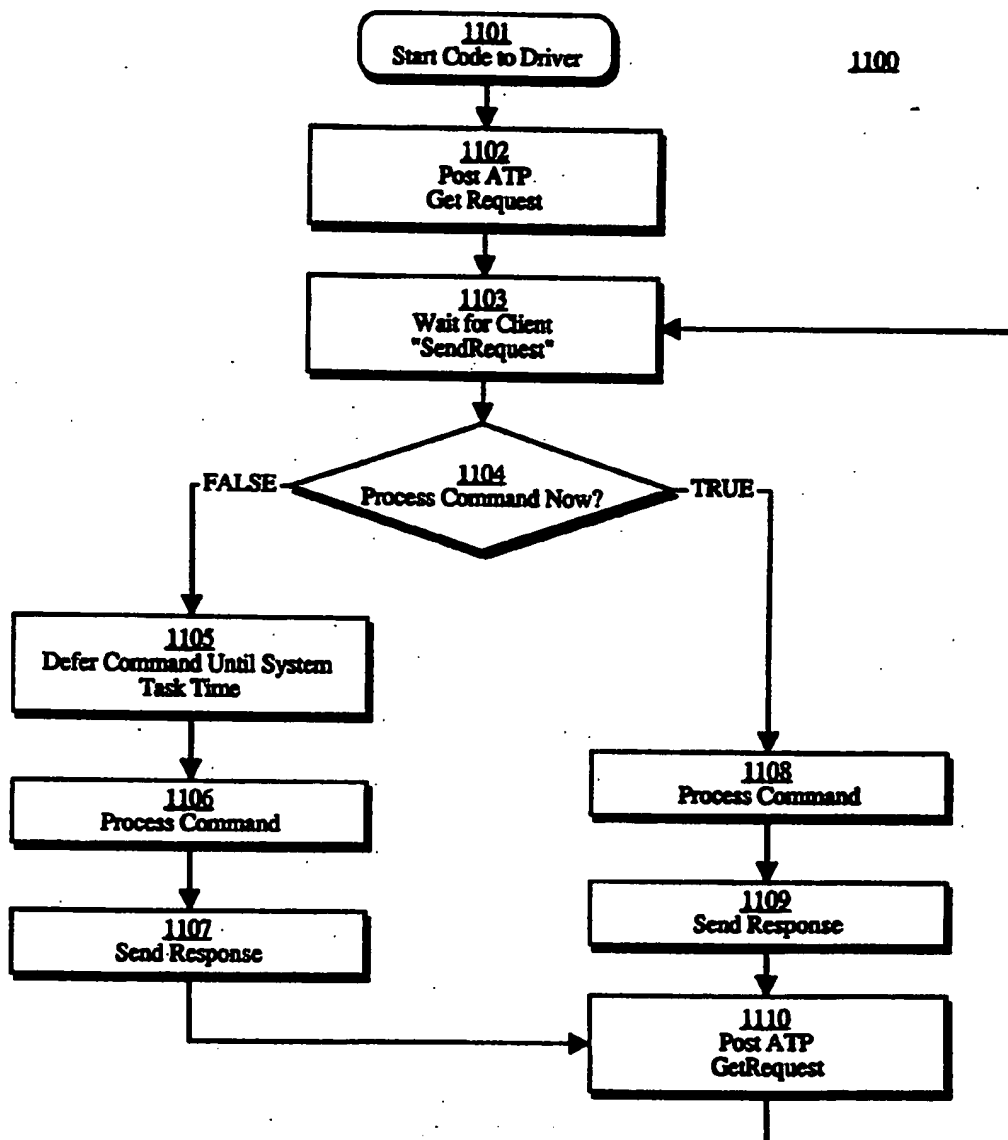 1101
Start Code to Driver
1100
1102
Post ATP
Get Request
1103
Wait for Client
"SendRequest"
1104
Process Command Now?
FALSE
TRUE
1105
Defer Command Until System
Task Time
1106
Process Command
1107
Send Response
1108
Process Command
1109
Send Response
1110
Post ATP
GetRequest